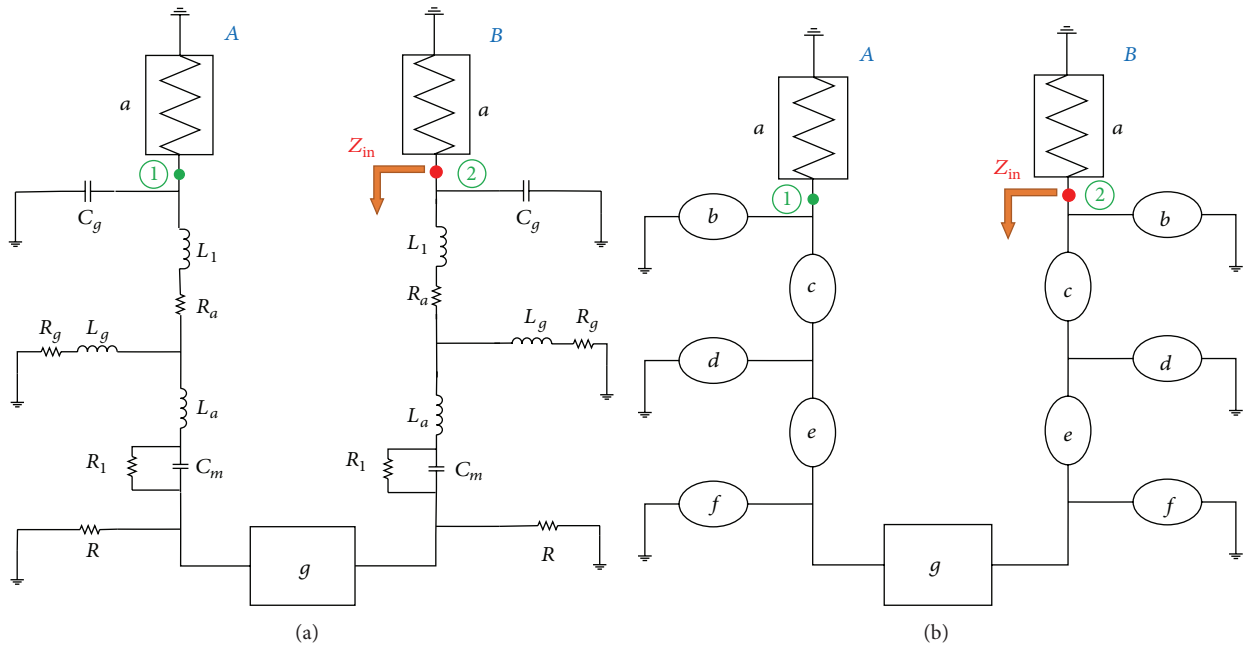 A
B
a
a
Z_in
1
2
C_g
C_g
L_1
L_1
R_a
R_a
R_g
L_g
L_g
R_g
L_a
L_a
R_1
C_m
R_1
C_m
R
R
g
(a)
A
B
a
a
Z_in
1
2
b
b
c
c
d
d
e
e
f
f
g
(b)